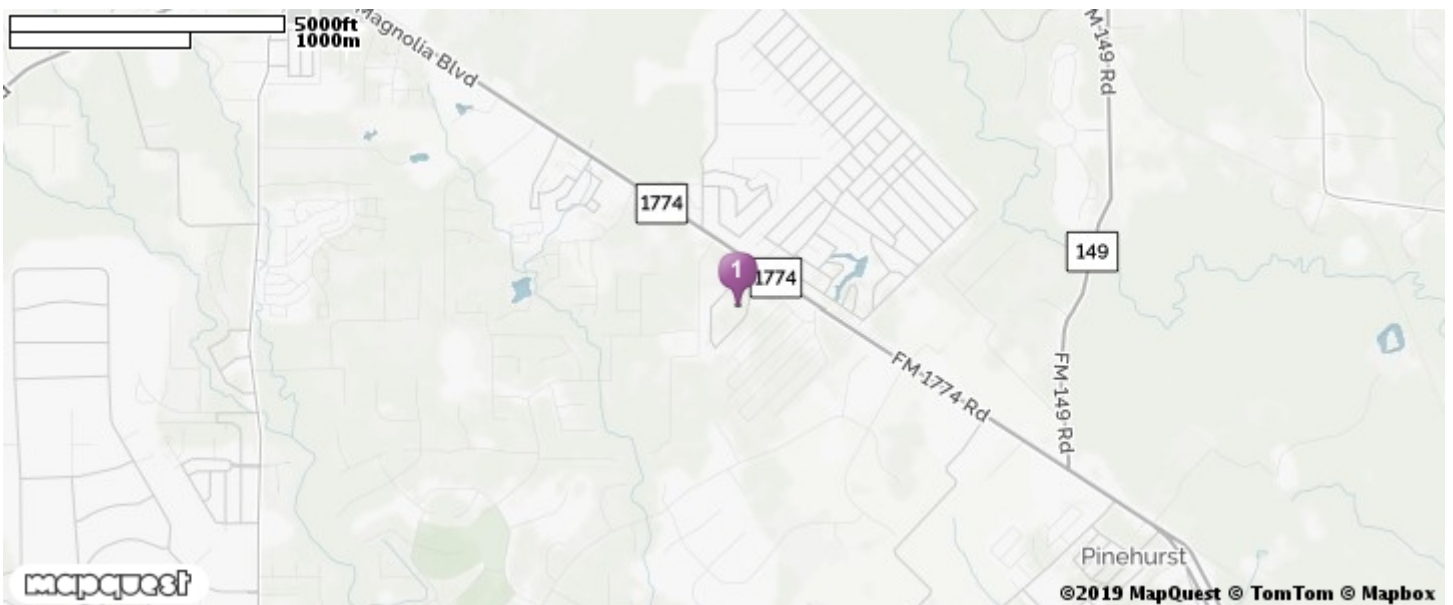 5000ft
1000m
Magnolia Blvd
M-149 Rd
1774
1
1774
149
FM-1774 Rd
FM-149 Rd
Pinehurst
mapquest
©2019 MapQuest © TomTom © Mapbox